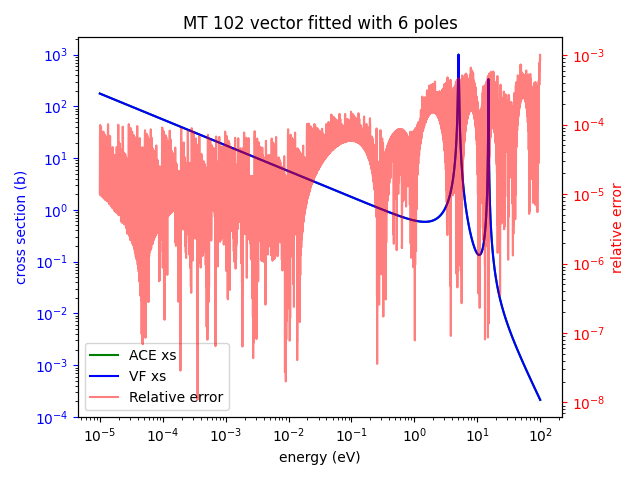 MT 102 vector fitted with 6 poles
10³
10²
10¹
10⁰
10⁻¹
10⁻²
10⁻³
10⁻⁴
cross section (b)
10⁻³
10⁻⁴
10⁻⁵
10⁻⁶
10⁻⁷
10⁻⁸
relative error
ACE xs
VF xs
Relative error
10⁻⁵ 10⁻⁴ 10⁻³ 10⁻² 10⁻¹ 10⁰ 10¹ 10²
energy (eV)